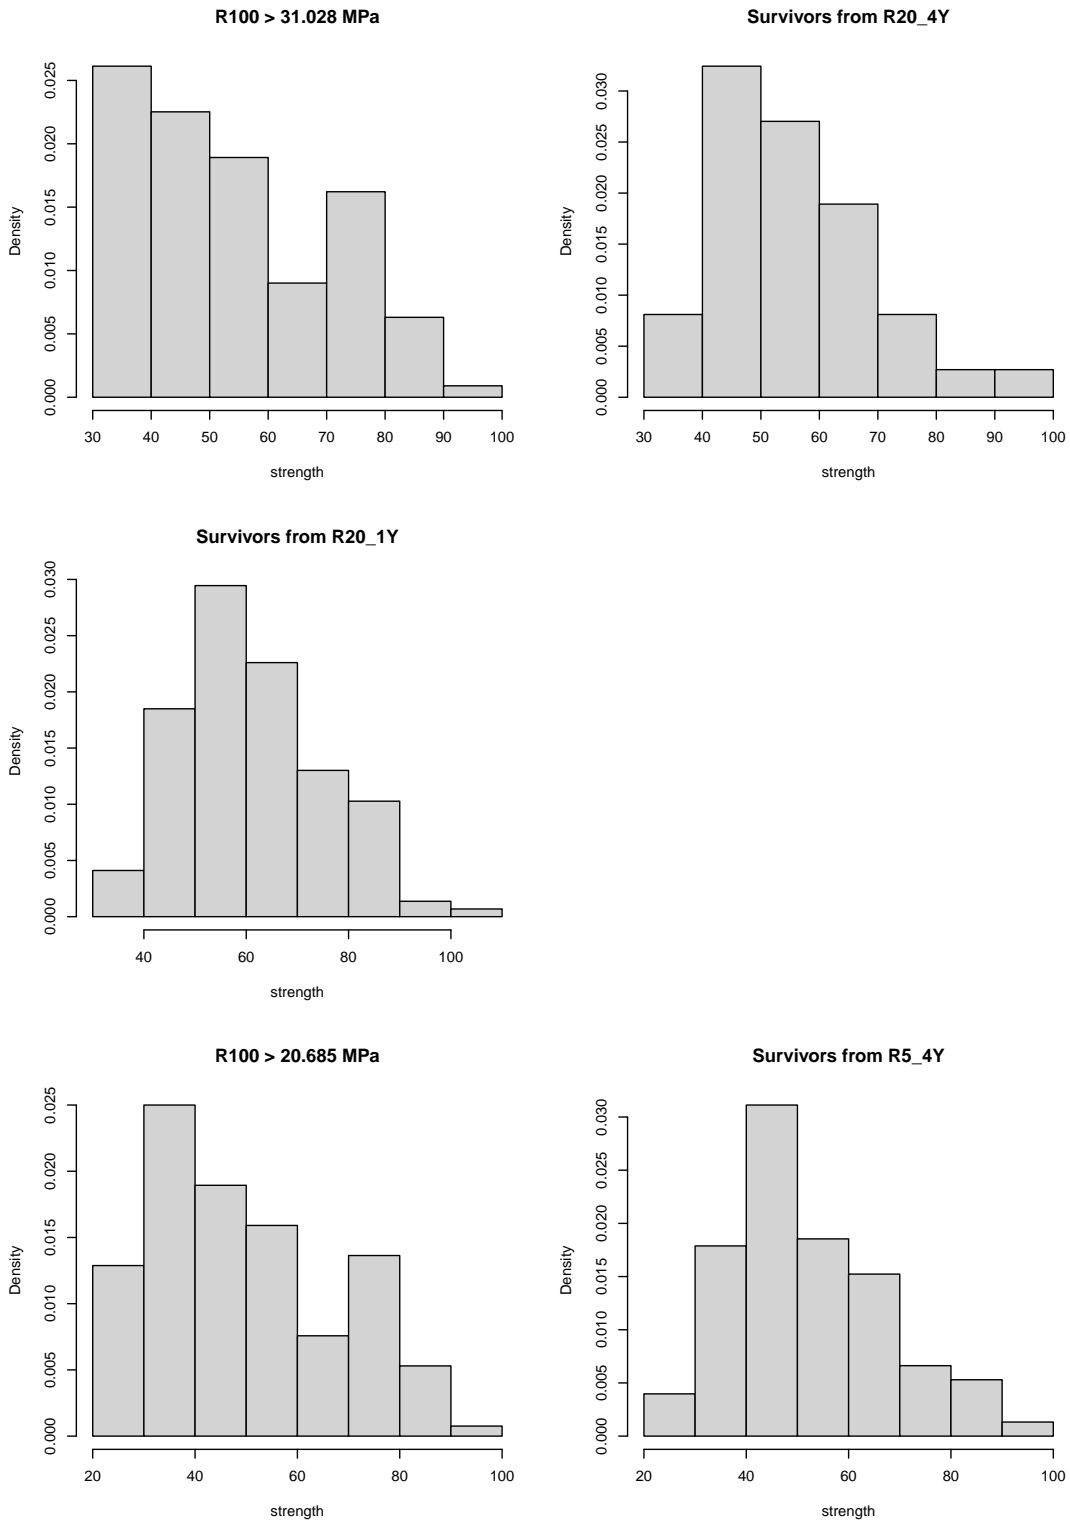 R100 > 31.028 MPa
Density
0.000 0.005 0.010 0.015 0.020 0.025
30 40 50 60 70 80 90 100
strength
Survivors from R20_4Y
Density
0.000 0.005 0.010 0.015 0.020 0.025 0.030
30 40 50 60 70 80 90 100
strength
Survivors from R20_1Y
Density
0.000 0.005 0.010 0.015 0.020 0.025 0.030
40 60 80 100
strength
R100 > 20.685 MPa
Density
0.000 0.005 0.010 0.015 0.020 0.025
20 40 60 80 100
strength
Survivors from R5_4Y
Density
0.000 0.005 0.010 0.015 0.020 0.025 0.030
20 40 60 80 100
strength